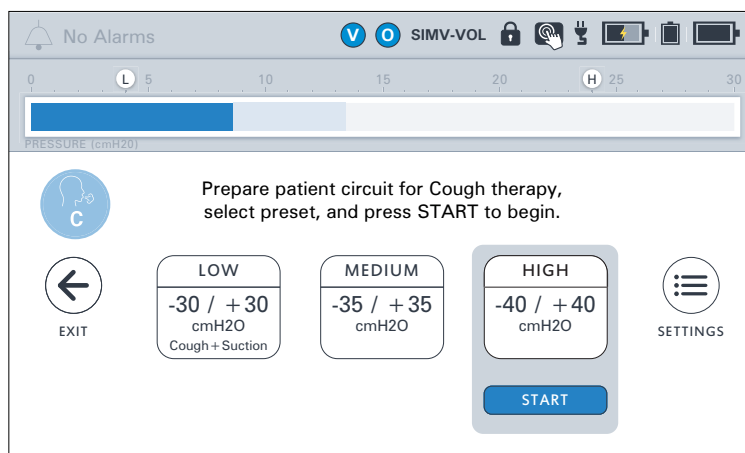 No Alarms
V O SIMV-VOL
0 L 5 10 15 20 H 25 30
PRESSURE (cmH20)
C
Prepare patient circuit for Cough therapy,
select preset, and press START to begin.
EXIT
LOW
-30 / +30
cmH2O
Cough+Suction
MEDIUM
-35 / +35
cmH2O
HIGH
-40 / +40
cmH2O
START
SETTINGS